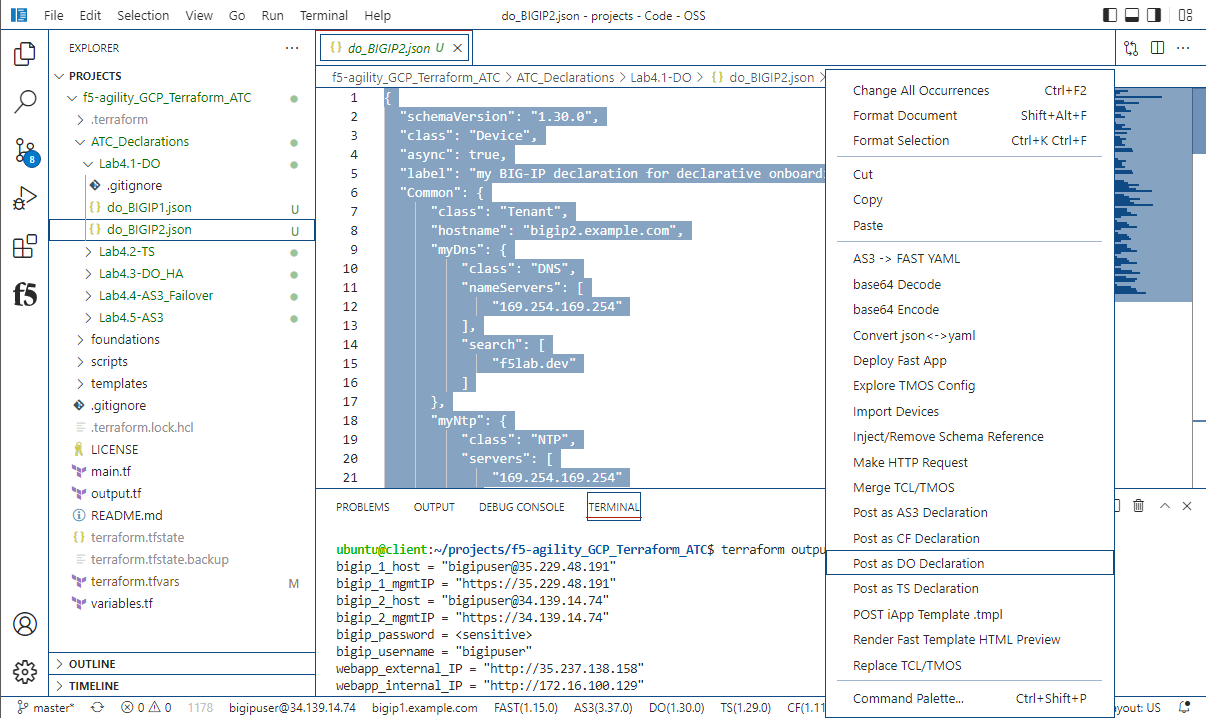 File Edit Selection View Go Run Terminal Help
do_BIGIP2.json - projects - Code - OSS
EXPLORER
PROJECTS
f5-agility_GCP_Terraform_ATC
.terraform
ATC_Declarations
Lab4.1-DO
.gitignore
{} do_BIGIP1.json U
{} do_BIGIP2.json U
Lab4.2-TS
Lab4.3-DO_HA
Lab4.4-AS3_Failover
Lab4.5-AS3
foundations
scripts
templates
.gitignore
.terraform.lock.hcl
LICENSE
main.tf
output.tf
README.md
{} terraform.tfstate
terraform.tfstate.backup
terraform.tfvars M
variables.tf
OUTLINE
TIMELINE
8
f5
{} do_BIGIP2.json U
f5-agility_GCP_Terraform_ATC > ATC_Declarations > Lab4.1-DO > {} do_BIGIP2.json >
1 {
2 "schemaVersion": "1.30.0",
3 "class": "Device",
4 "async": true,
5 "label": "my BIG-IP declaration for declarative onboardi
6 "Common": {
7 "class": "Tenant",
8 "hostname": "bigip2.example.com",
9 "myDns": {
10 "class": "DNS",
11 "nameServers": [
12 "169.254.169.254"
13 ],
14 "search": [
15 "f5lab.dev"
16 ]
17 },
18 "myNtp": {
19 "class": "NTP",
20 "servers": [
21 "169.254.169.254"
PROBLEMS OUTPUT DEBUG CONSOLE TERMINAL
ubuntu@client:~/projects/f5-agility_GCP_Terraform_ATC$ terraform outpu
bigip_1_host = "bigipuser@35.229.48.191"
bigip_1_mgmtIP = "https://35.229.48.191"
bigip_2_host = "bigipuser@34.139.14.74"
bigip_2_mgmtIP = "https://34.139.14.74"
bigip_password = <sensitive>
bigip_username = "bigipuser"
webapp_external_IP = "http://35.237.138.158"
webapp_internal_IP = "http://172.16.100.129"
Change All Occurrences Ctrl+F2
Format Document Shift+Alt+F
Format Selection Ctrl+K Ctrl+F
Cut
Copy
Paste
AS3 -> FAST YAML
base64 Decode
base64 Encode
Convert json<->yaml
Deploy Fast App
Explore TMOS Config
Import Devices
Inject/Remove Schema Reference
Make HTTP Request
Merge TCL/TMOS
Post as AS3 Declaration
Post as CF Declaration
Post as DO Declaration
Post as TS Declaration
POST iApp Template .tmpl
Render Fast Template HTML Preview
Replace TCL/TMOS
Command Palette... Ctrl+Shift+P
master* 0 0 1178 bigipuser@34.139.14.74 bigip1.example.com FAST(1.15.0) AS3(3.37.0) DO(1.30.0) TS(1.29.0) CF(1.11 ayout: US